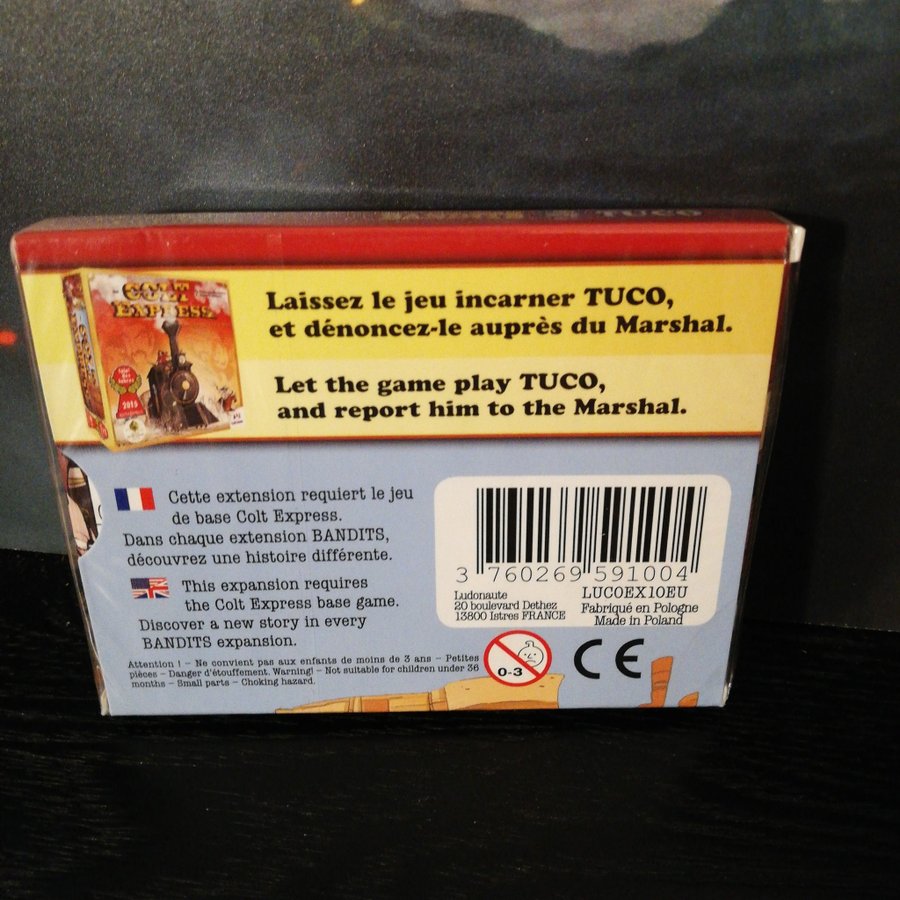 BANDITS TUCO
COLT
EXPRESS
Laissez le jeu incarner TUCO,
et dénoncez-le auprès du Marshal.
Let the game play TUCO,
and report him to the Marshal.
2015
Cette extension requiert le jeu
de base Colt Express.
Dans chaque extension BANDITS,
découvrez une histoire différente.
This expansion requires
the Colt Express base game.
Discover a new story in every
BANDITS expansion.
3 760269 591004
Ludonaute
20 boulevard Dethez
13800 Istres FRANCE
LUCOEX10EU
Fabriqué en Pologne
Made in Poland
Attention ! – Ne convient pas aux enfants de moins de 3 ans – Petites
pièces – Danger d'étouffement. Warning! – Not suitable for children under 36
months – Small parts – Choking hazard.
0-3
CE